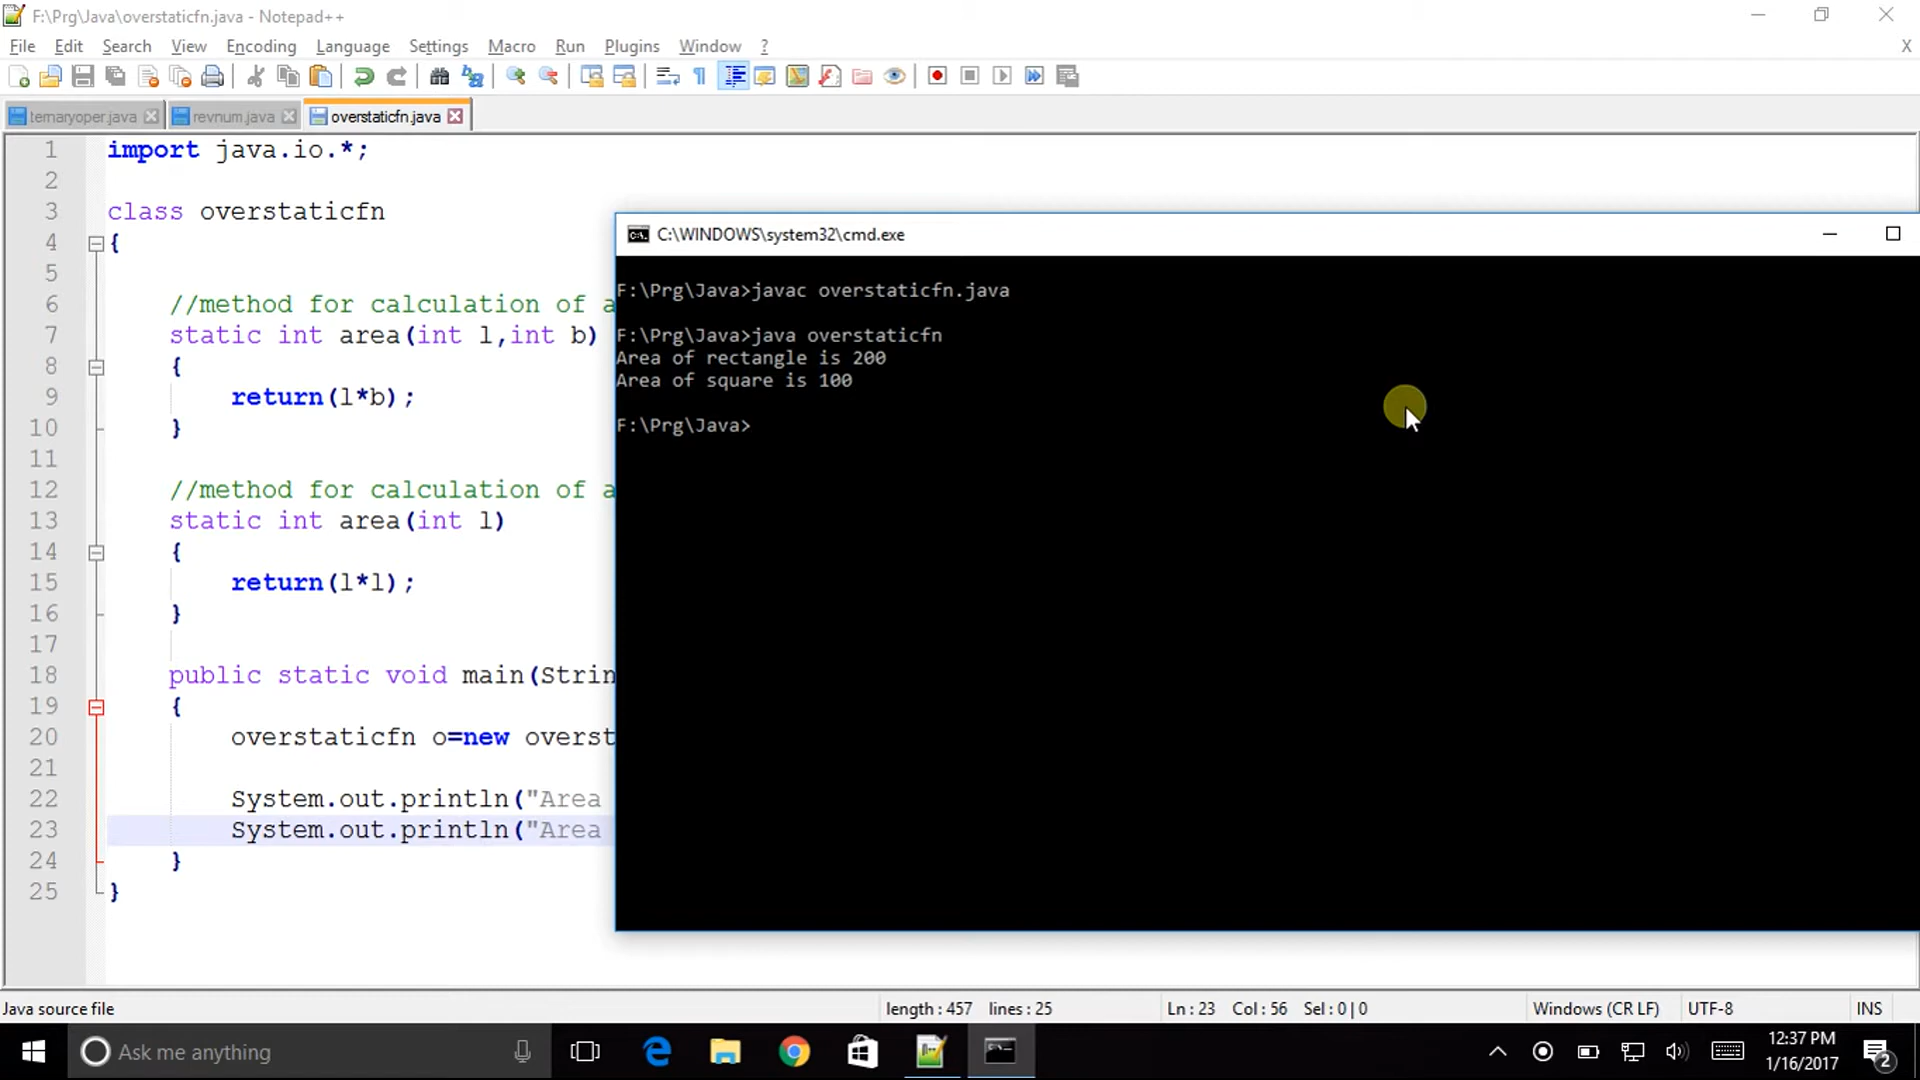 F:\Prg\Java\overstaticfn.java - Notepad++
File Edit Search View Encoding Language Settings Macro Run Plugins Window ? X
ternaryoper.java revnum.java overstaticfn.java
1 import java.io.*;
2
3 class overstaticfn
4 {
5
6 //method for calculation of a
7 static int area(int l,int b)
8 {
9 return(l*b);
10 }
11
12 //method for calculation of a
13 static int area(int l)
14 {
15 return(l*l);
16 }
17
18 public static void main(Strin
19 {
20 overstaticfn o=new overst
21
22 System.out.println("Area
23 System.out.println("Area
24 }
25 }
C:\WINDOWS\system32\cmd.exe
F:\Prg\Java>javac overstaticfn.java
F:\Prg\Java>java overstaticfn
Area of rectangle is 200
Area of square is 100
F:\Prg\Java>
Java source file length : 457 lines : 25 Ln : 23 Col : 56 Sel : 0 | 0 Windows (CR LF) UTF-8 INS
Ask me anything
12:37 PM
1/16/2017
2